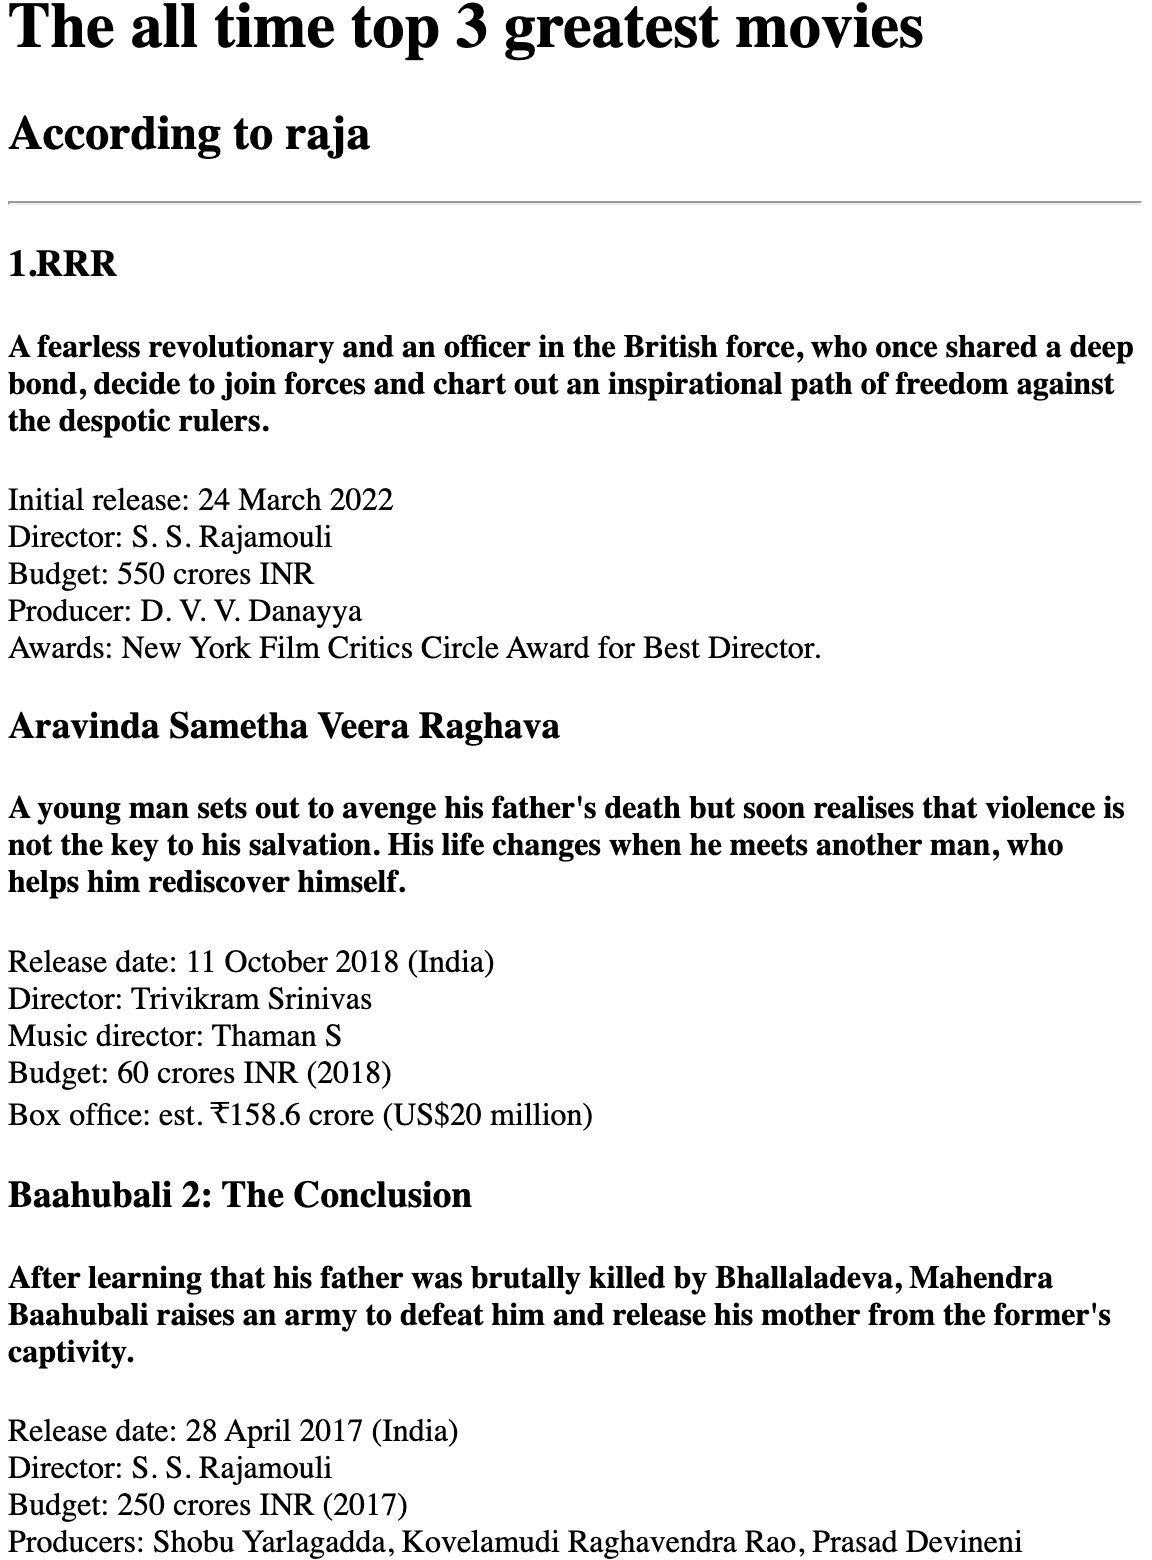 The all time top 3 greatest movies
According to raja
1.RRR
A fearless revolutionary and an officer in the British force, who once shared a deep
bond, decide to join forces and chart out an inspirational path of freedom against
the despotic rulers.
Initial release: 24 March 2022
Director: S. S. Rajamouli
Budget: 550 crores INR
Producer: D. V. V. Danayya
Awards: New York Film Critics Circle Award for Best Director.
Aravinda Sametha Veera Raghava
A young man sets out to avenge his father's death but soon realises that violence is
not the key to his salvation. His life changes when he meets another man, who
helps him rediscover himself.
Release date: 11 October 2018 (India)
Director: Trivikram Srinivas
Music director: Thaman S
Budget: 60 crores INR (2018)
Box office: est. ₹158.6 crore (US$20 million)
Baahubali 2: The Conclusion
After learning that his father was brutally killed by Bhallaladeva, Mahendra
Baahubali raises an army to defeat him and release his mother from the former's
captivity.
Release date: 28 April 2017 (India)
Director: S. S. Rajamouli
Budget: 250 crores INR (2017)
Producers: Shobu Yarlagadda, Kovelamudi Raghavendra Rao, Prasad Devineni